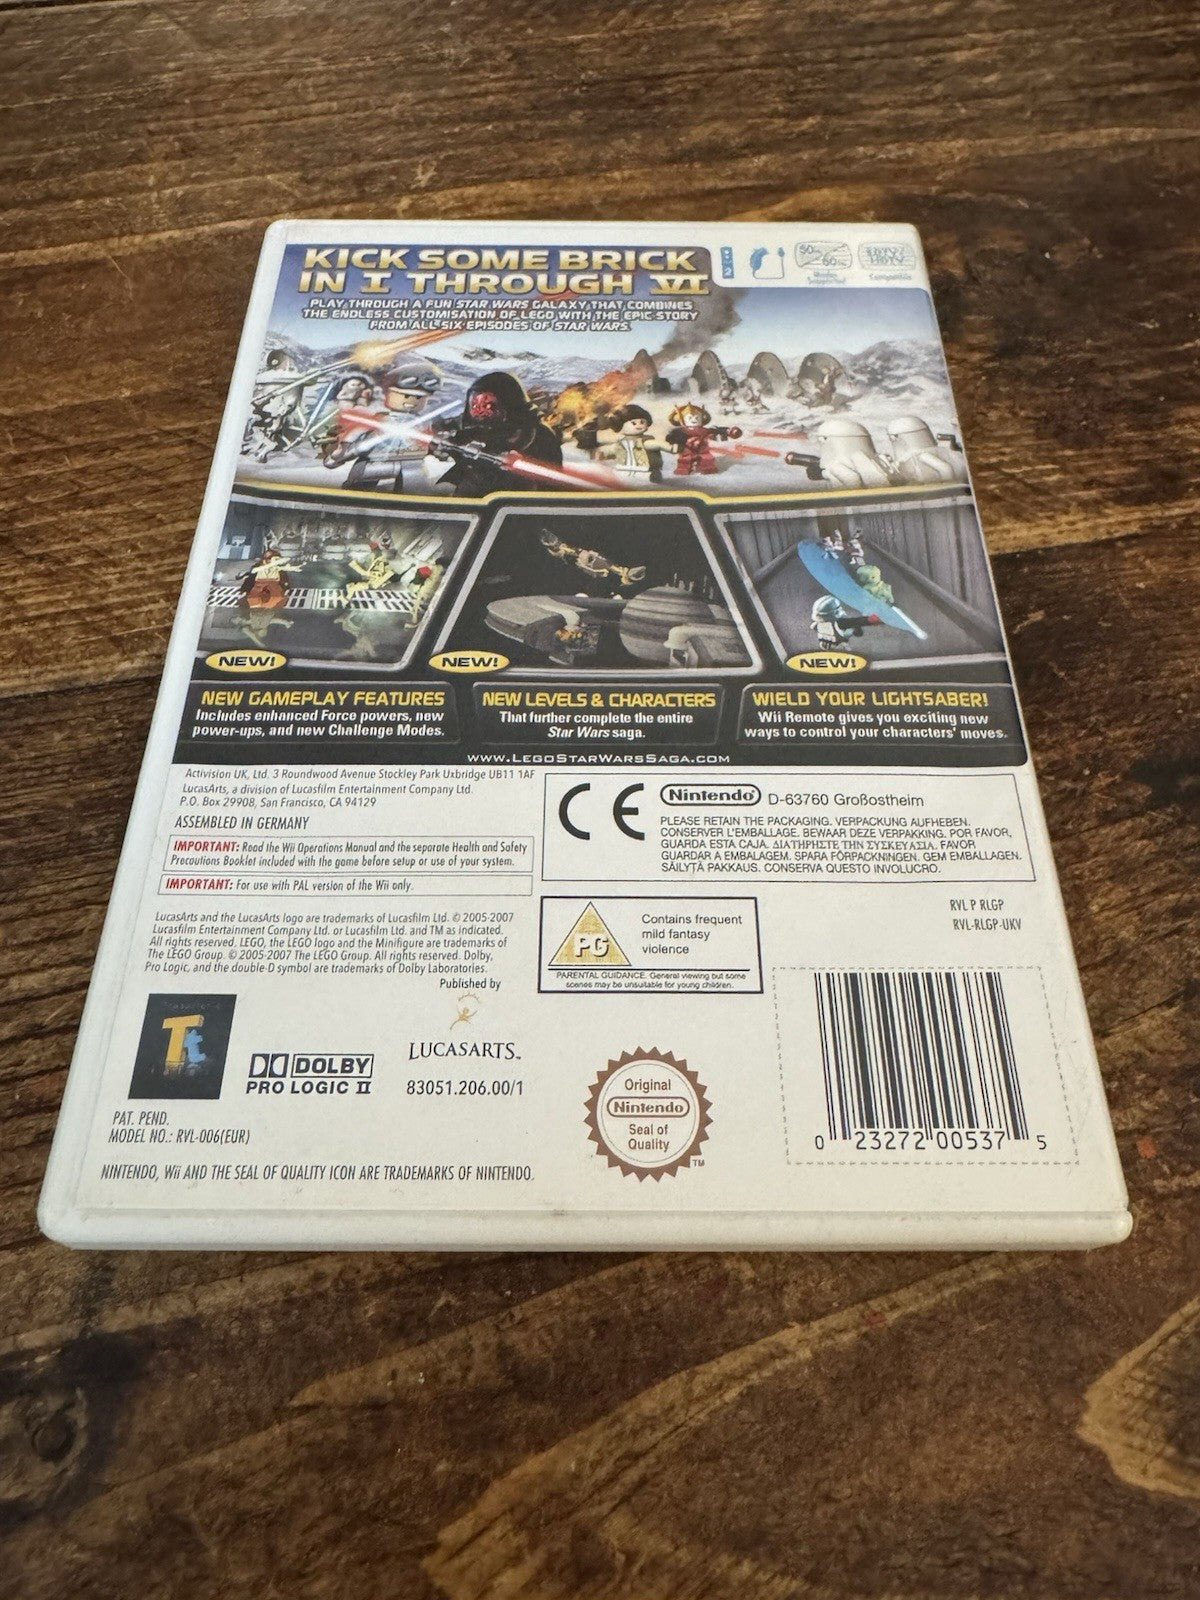 KICK SOME BRICK
IN I THROUGH VI
PLAY THROUGH A FUN STAR WARS GALAXY THAT COMBINES
THE ENDLESS CUSTOMISATION OF LEGO WITH THE EPIC STORY
FROM ALL SIX EPISODES OF STAR WARS.
50Hz 60Hz
NEW!
NEW!
NEW!
NEW GAMEPLAY FEATURES
Includes enhanced Force powers, new
power-ups, and new Challenge Modes.
NEW LEVELS & CHARACTERS
That further complete the entire
Star Wars saga.
WIELD YOUR LIGHTSABER!
Wii Remote gives you exciting new
ways to control your characters' moves.
WWW.LEGOSTARWARSSAGA.COM
Activision UK, Ltd. 3 Roundwood Avenue Stockley Park Uxbridge UB11 1AF
LucasArts, a division of Lucasfilm Entertainment Company Ltd.
P.O. Box 29908, San Francisco, CA 94129
ASSEMBLED IN GERMANY
IMPORTANT: Read the Wii Operations Manual and the separate Health and Safety
Precautions Booklet included with the game before setup or use of your system.
IMPORTANT: For use with PAL version of the Wii only.
CE
Nintendo® D-63760 Großostheim
PLEASE RETAIN THE PACKAGING. VERPACKUNG AUFHEBEN.
CONSERVER L'EMBALLAGE. BEWAAR DEZE VERPAKKING. POR FAVOR,
GUARDA ESTA CAJA. ΔΙΑΤΗΡΗΣΤΕ ΤΗΝ ΣΥΣΚΕΥΑΣΙΑ. FAVOR
GUARDAR A EMBALAGEM. SPARA FÖRPACKNINGEN. GEM EMBALLAGEN.
SÄILYTÄ PAKKAUS. CONSERVA QUESTO INVOLUCRO.
RVL P RLGP
RVL-RLGP-UKV
LucasArts and the LucasArts logo are trademarks of Lucasfilm Ltd. © 2005-2007
Lucasfilm Entertainment Company Ltd. or Lucasfilm Ltd. and TM as indicated.
All rights reserved. LEGO, the LEGO logo and the Minifigure are trademarks of
The LEGO Group. © 2005-2007 The LEGO Group. All rights reserved. Dolby,
Pro Logic, and the double-D symbol are trademarks of Dolby Laboratories.
Published by
PG
Contains frequent
mild fantasy
violence
PARENTAL GUIDANCE. General viewing but some
scenes may be unsuitable for young children.
Tt
DOLBY
PRO LOGIC II
LUCASARTS™
83051.206.00/1
Original
Nintendo®
Seal of
Quality
TM
0 23272 00537 5
PAT. PEND.
MODEL NO.: RVL-006(EUR)
NINTENDO, Wii AND THE SEAL OF QUALITY ICON ARE TRADEMARKS OF NINTENDO.